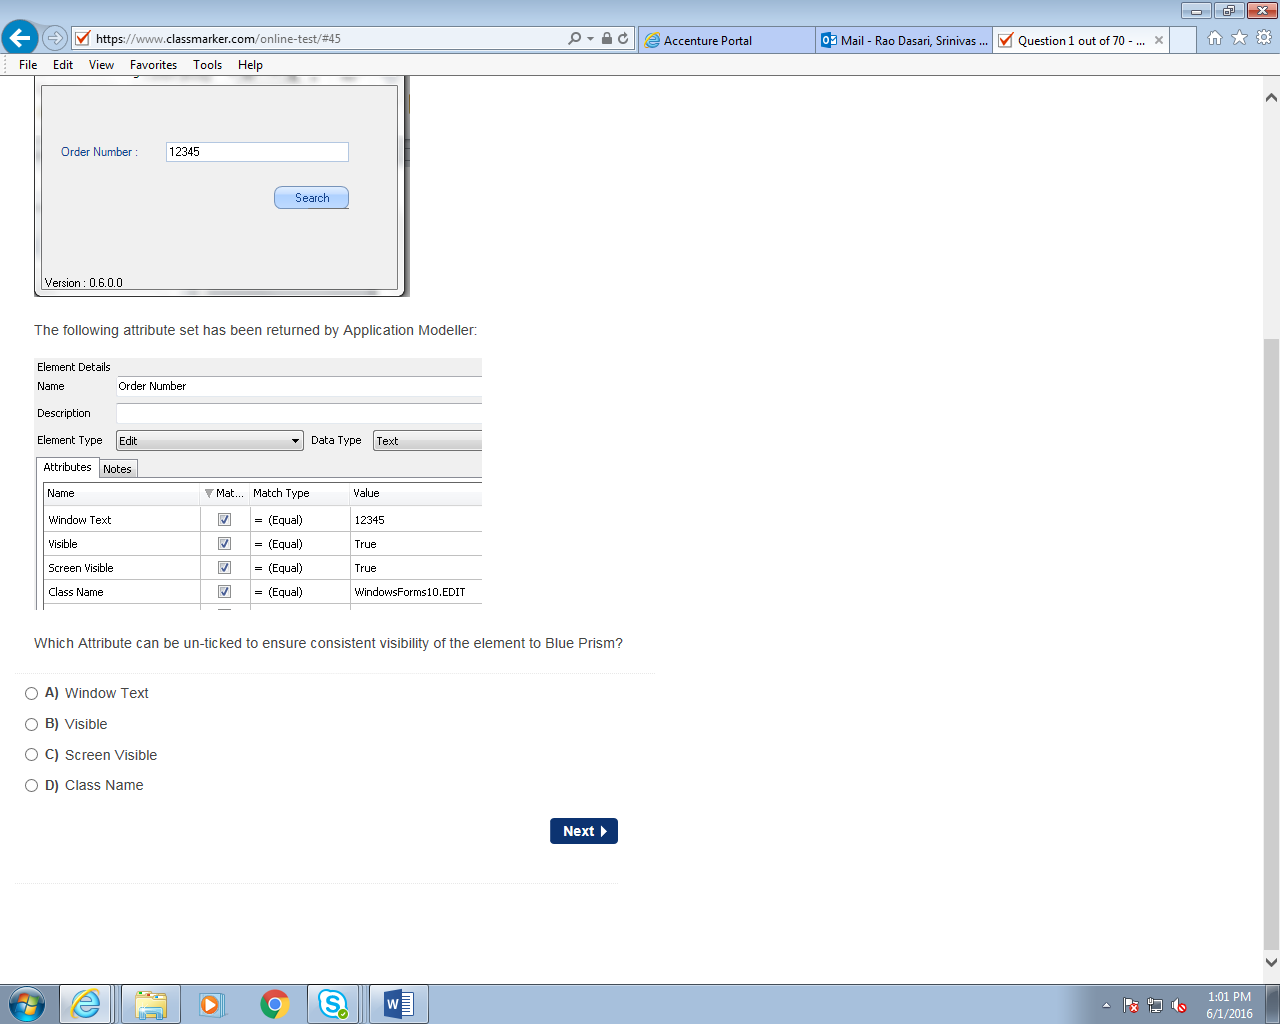 https://www.classmarker.com/online-test/#45
Accenture Portal
Mail - Rao Dasari, Srinivas ...
Question 1 out of 70 - ...
File Edit View Favorites Tools Help
Order Number :
12345
Search
Version : 0.6.0.0
The following attribute set has been returned by Application Modeller:
Element Details
Name Order Number
Description
Element Type Edit Data Type Text
Attributes Notes
Name Mat... Match Type Value
Window Text = (Equal) 12345
Visible = (Equal) True
Screen Visible = (Equal) True
Class Name = (Equal) WindowsForms10.EDIT
Which Attribute can be un-ticked to ensure consistent visibility of the element to Blue Prism?
A) Window Text
B) Visible
C) Screen Visible
D) Class Name
Next
1:01 PM
6/1/2016